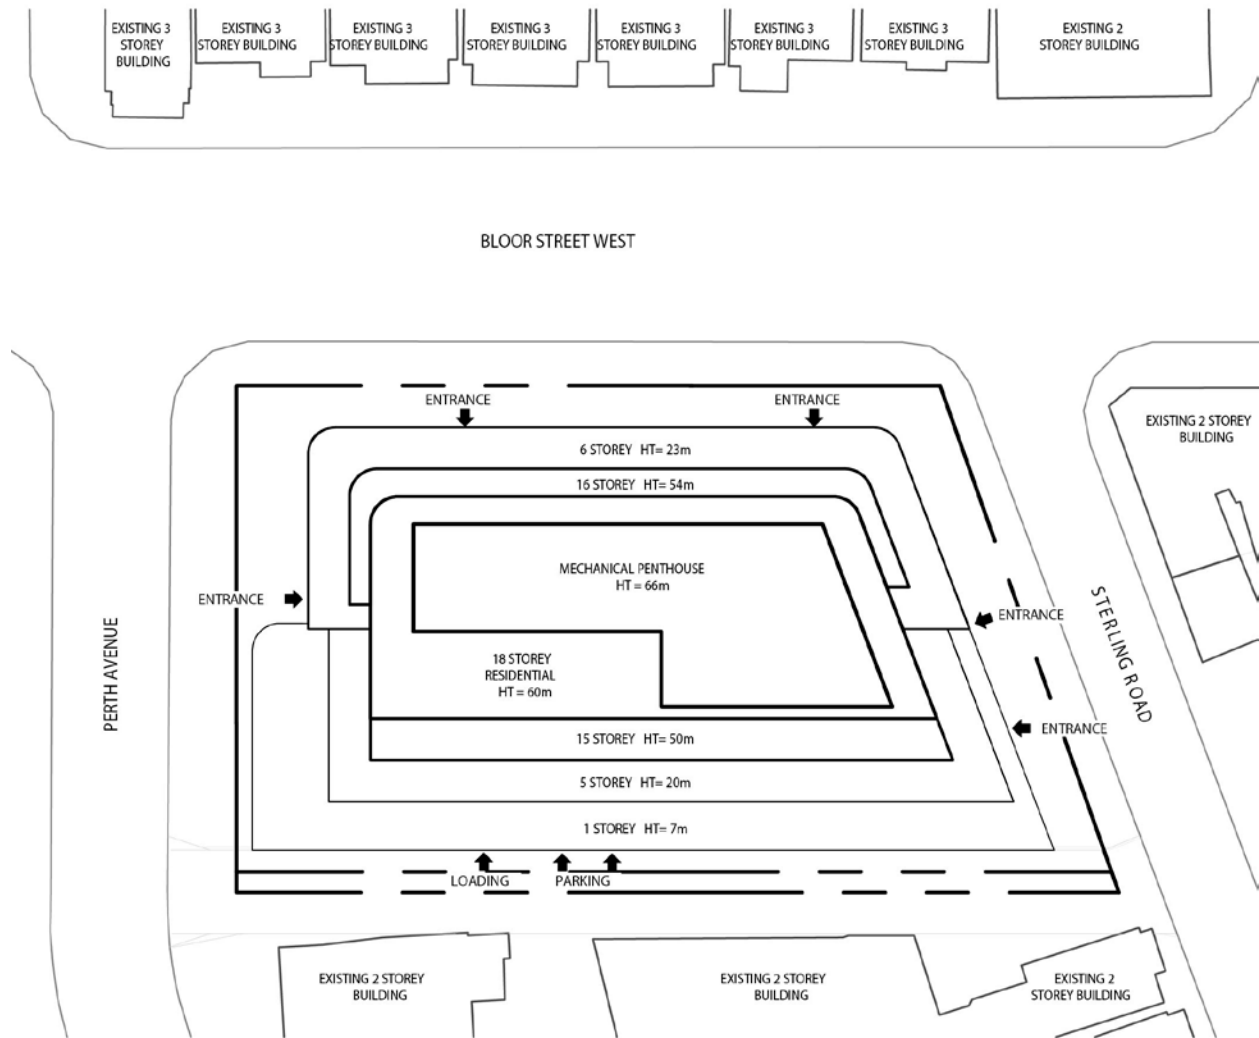 EXISTING 3
STOREY
BUILDING
EXISTING 3
STOREY BUILDING
EXISTING 3
STOREY BUILDING
EXISTING 3
STOREY BUILDING
EXISTING 3
STOREY BUILDING
EXISTING 3
STOREY BUILDING
EXISTING 3
STOREY BUILDING
EXISTING 2
STOREY BUILDING
BLOOR STREET WEST
ENTRANCE
ENTRANCE
EXISTING 2 STOREY
BUILDING
6 STOREY HT= 23m
16 STOREY HT= 54m
MECHANICAL PENTHOUSE
HT = 66m
ENTRANCE
ENTRANCE
STERLING ROAD
PERTH AVENUE
18 STOREY
RESIDENTIAL
HT = 60m
ENTRANCE
15 STOREY HT= 50m
5 STOREY HT= 20m
1 STOREY HT= 7m
LOADING
PARKING
EXISTING 2 STOREY
BUILDING
EXISTING 2 STOREY
BUILDING
EXISTING 2
STOREY BUILDING